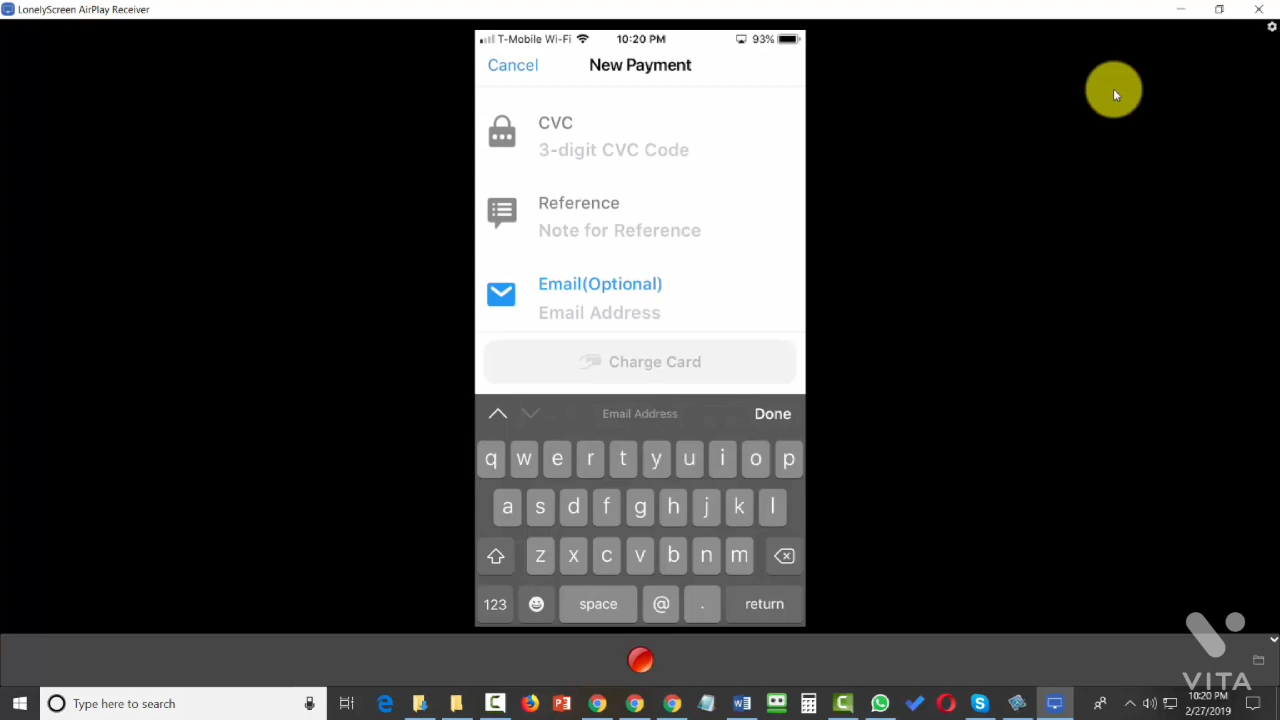 LonelyScreen AirPlay Receiver
T-Mobile Wi-Fi 10:20 PM 93%
Cancel New Payment
CVC
3-digit CVC Code
Reference
Note for Reference
Email(Optional)
Email Address
Charge Card
Email Address Done
q w e r t y u i o p
a s d f g h j k l
z x c v b n m
123 space @ . return
VITA
Type here to search
10:20 PM
2/27/2019